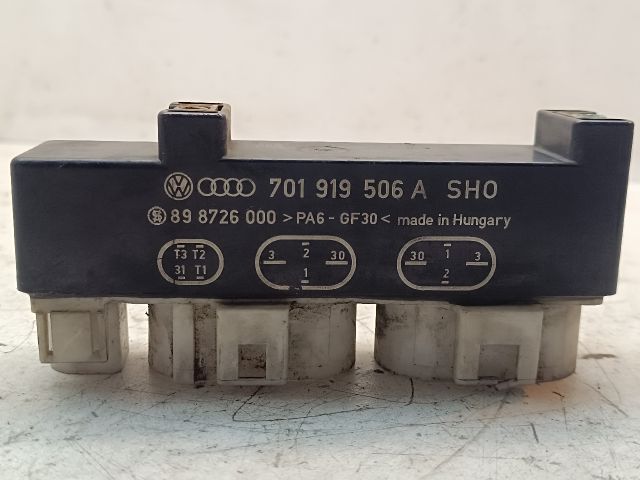 701 919 506 A SHO
89 8726 000 >PA6-GF30< made in Hungary
T3 T2
31 T1
3 2 30
1
30 1 3
2